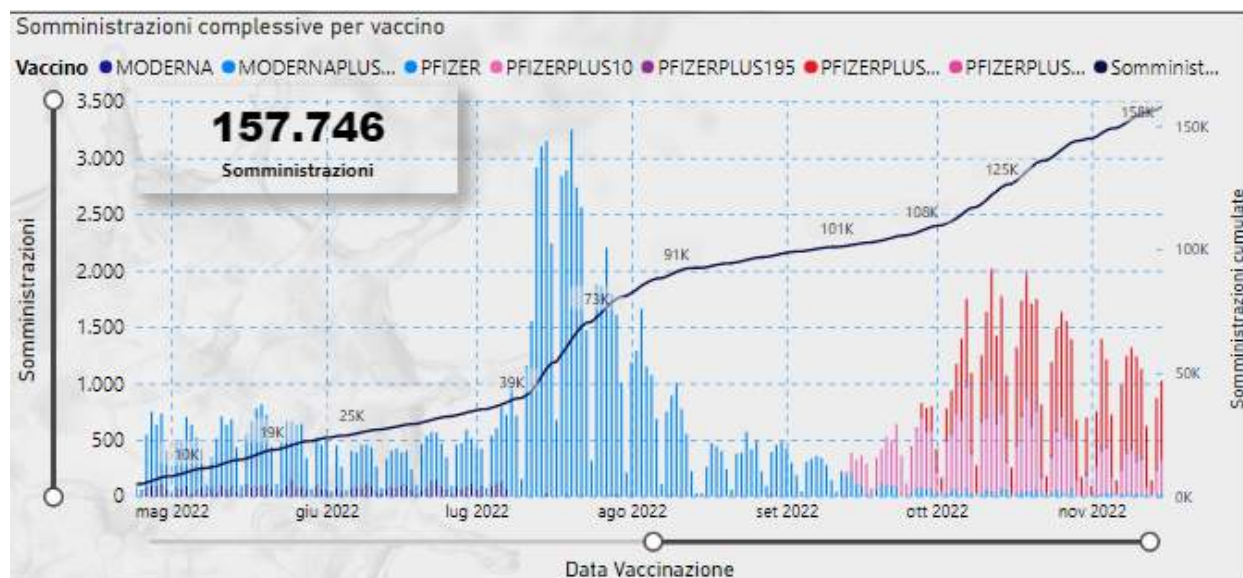 Somministrazioni complessive per vaccino
Vaccino MODERNA MODERNAPLUS... PFIZER PFIZERPLUS10 PFIZERPLUS195 PFIZERPLUS... PFIZERPLUS... Somminist...
3.500
3.000
2.500
2.000
1.500
1.000
500
0
Somministrazioni
157.746
Somministrazioni
10K
19K
25K
39K
73K
91K
101K
108K
125K
158K
150K
100K
50K
0K
Somministrazioni cumulate
mag 2022 giu 2022 lug 2022 ago 2022 set 2022 ott 2022 nov 2022
Data Vaccinazione